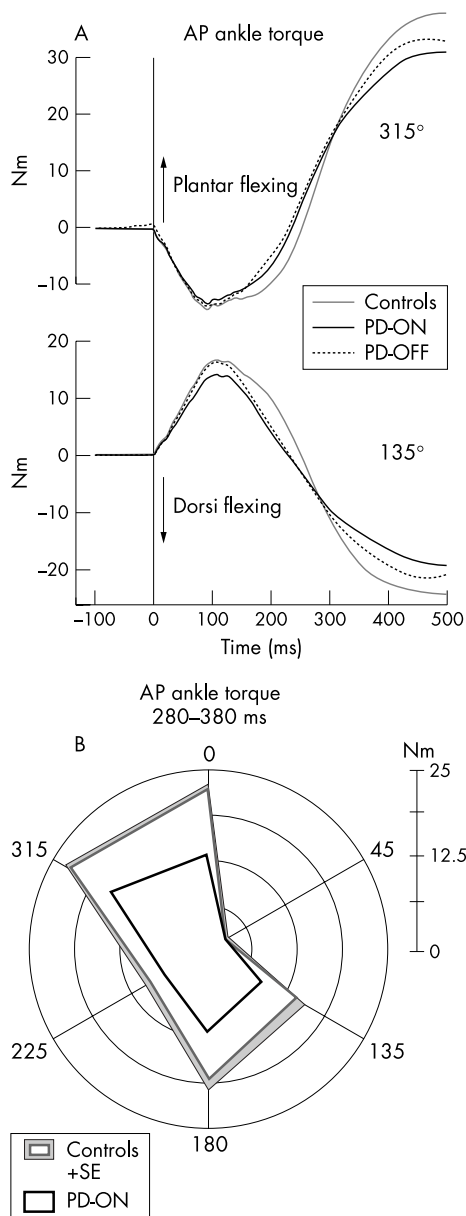 A
AP ankle torque
30
20
10
0
−10
Nm
Plantar flexing
315°
Controls
PD-ON
PD-OFF
20
10
0
−10
−20
Nm
135°
Dorsi flexing
−100 0 100 200 300 400 500
Time (ms)
AP ankle torque
280–380 ms
B
0
Nm
25
12.5
0
315
45
225
135
180
Controls
+SE
PD-ON